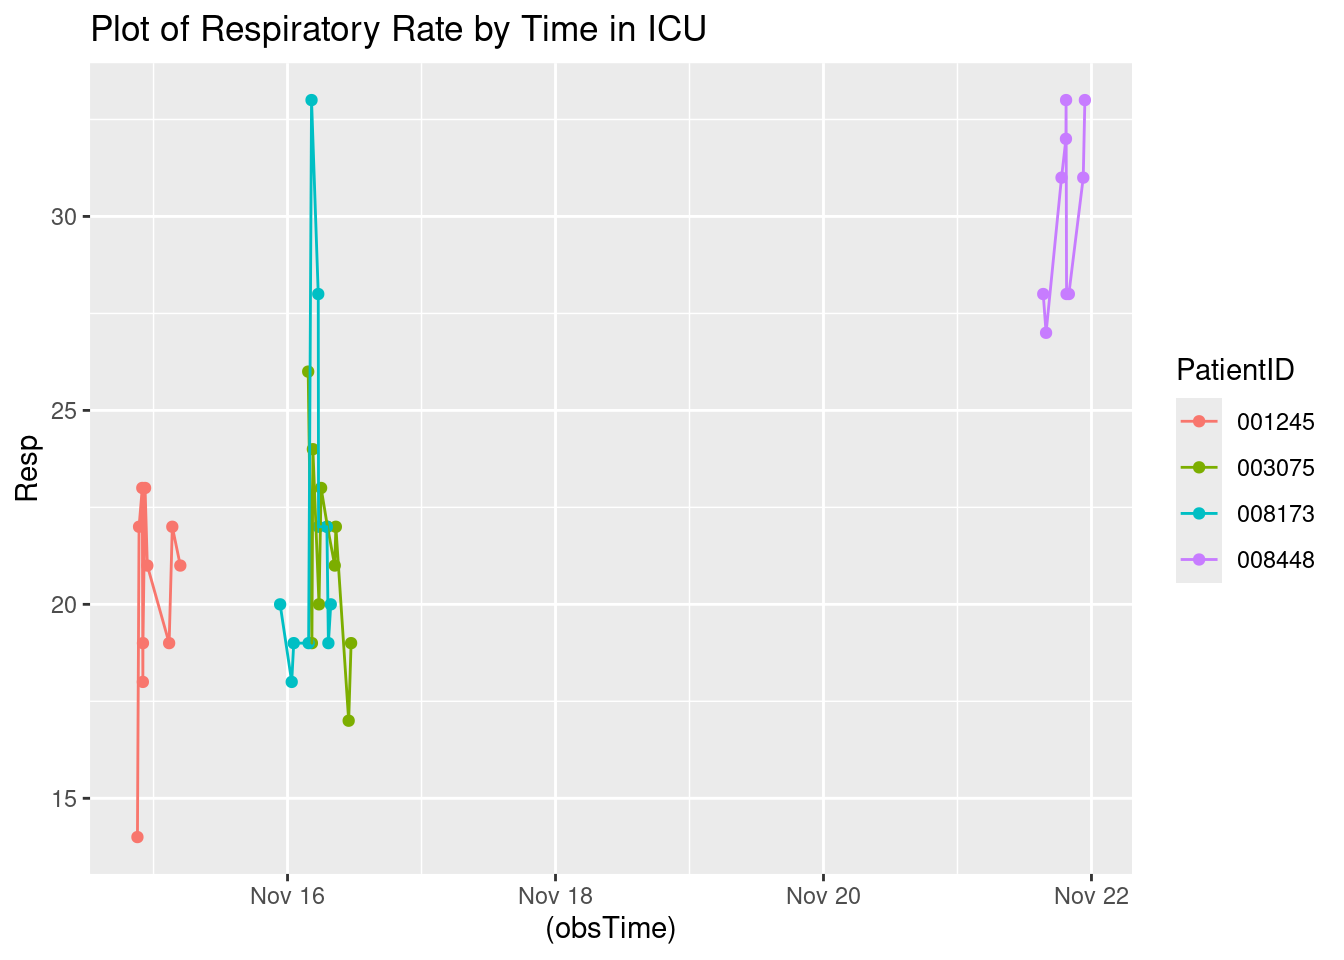 Plot of Respiratory Rate by Time in ICU
Resp
30
25
20
15
Nov 16 Nov 18 Nov 20 Nov 22
(obsTime)
PatientID
001245
003075
008173
008448